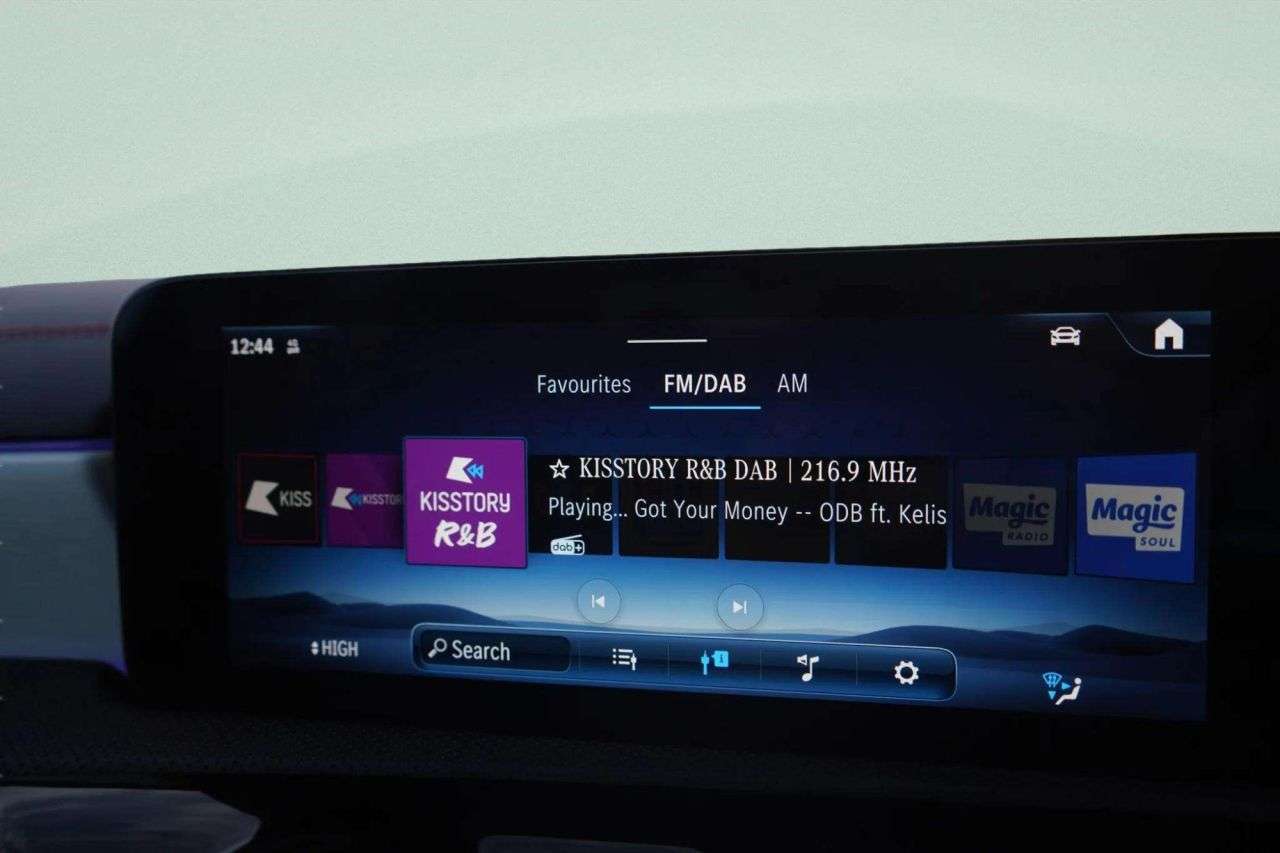 12:44
Favourites FM/DAB AM
KISS
KISSTORY
KISSTORY
R&B
☆ KISSTORY R&B DAB | 216.9 MHz
Playing... Got Your Money -- ODB ft. Kelis
dab+
Magic
RADIO
Magic
SOUL
HIGH
Search